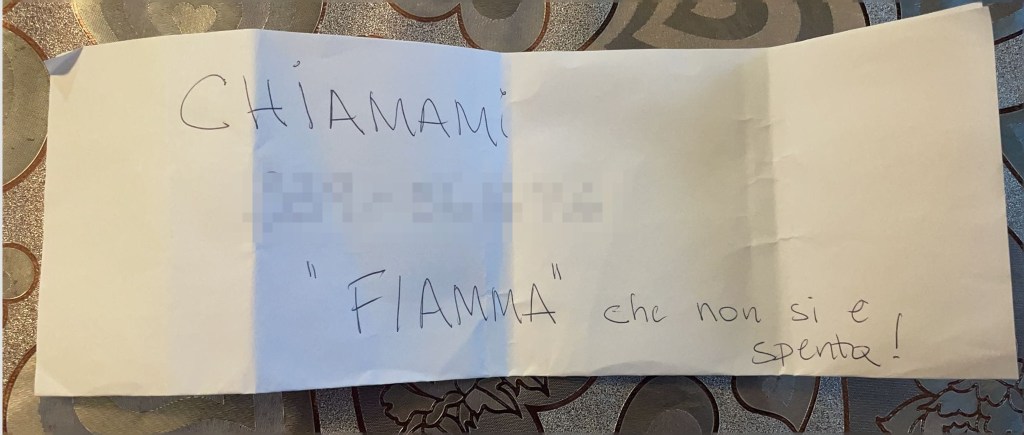 CHiAMAMi
"FIAMMA" che non si e
spenta!